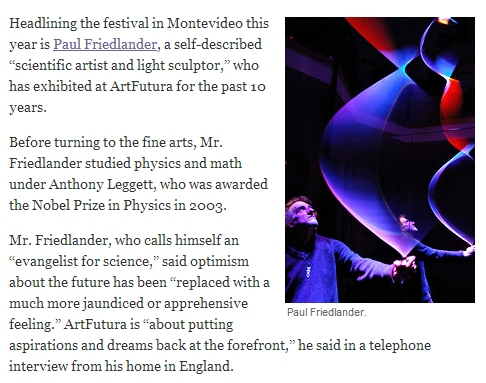 Headlining the festival in Montevideo this
year is Paul Friedlander, a self-described
“scientific artist and light sculptor,” who
has exhibited at ArtFutura for the past 10
years.
Before turning to the fine arts, Mr.
Friedlander studied physics and math
under Anthony Leggett, who was awarded
the Nobel Prize in Physics in 2003.
Mr. Friedlander, who calls himself an
“evangelist for science,” said optimism
about the future has been “replaced with a
much more jaundiced or apprehensive
feeling.” ArtFutura is “about putting
aspirations and dreams back at the forefront,” he said in a telephone
interview from his home in England.
Paul Friedlander.